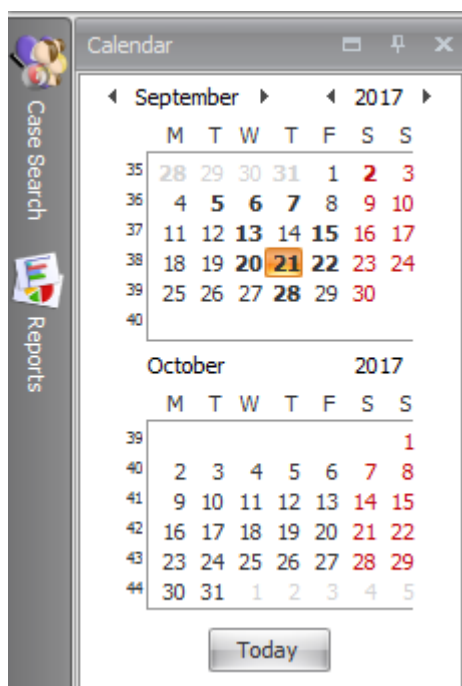 Calendar
Case Search
Reports
September 2017
M T W T F S S
35 28 29 30 31 1 2 3
36 4 5 6 7 8 9 10
37 11 12 13 14 15 16 17
38 18 19 20 21 22 23 24
39 25 26 27 28 29 30
40
October 2017
M T W T F S S
39 1
40 2 3 4 5 6 7 8
41 9 10 11 12 13 14 15
42 16 17 18 19 20 21 22
43 23 24 25 26 27 28 29
44 30 31 1 2 3 4 5
Today